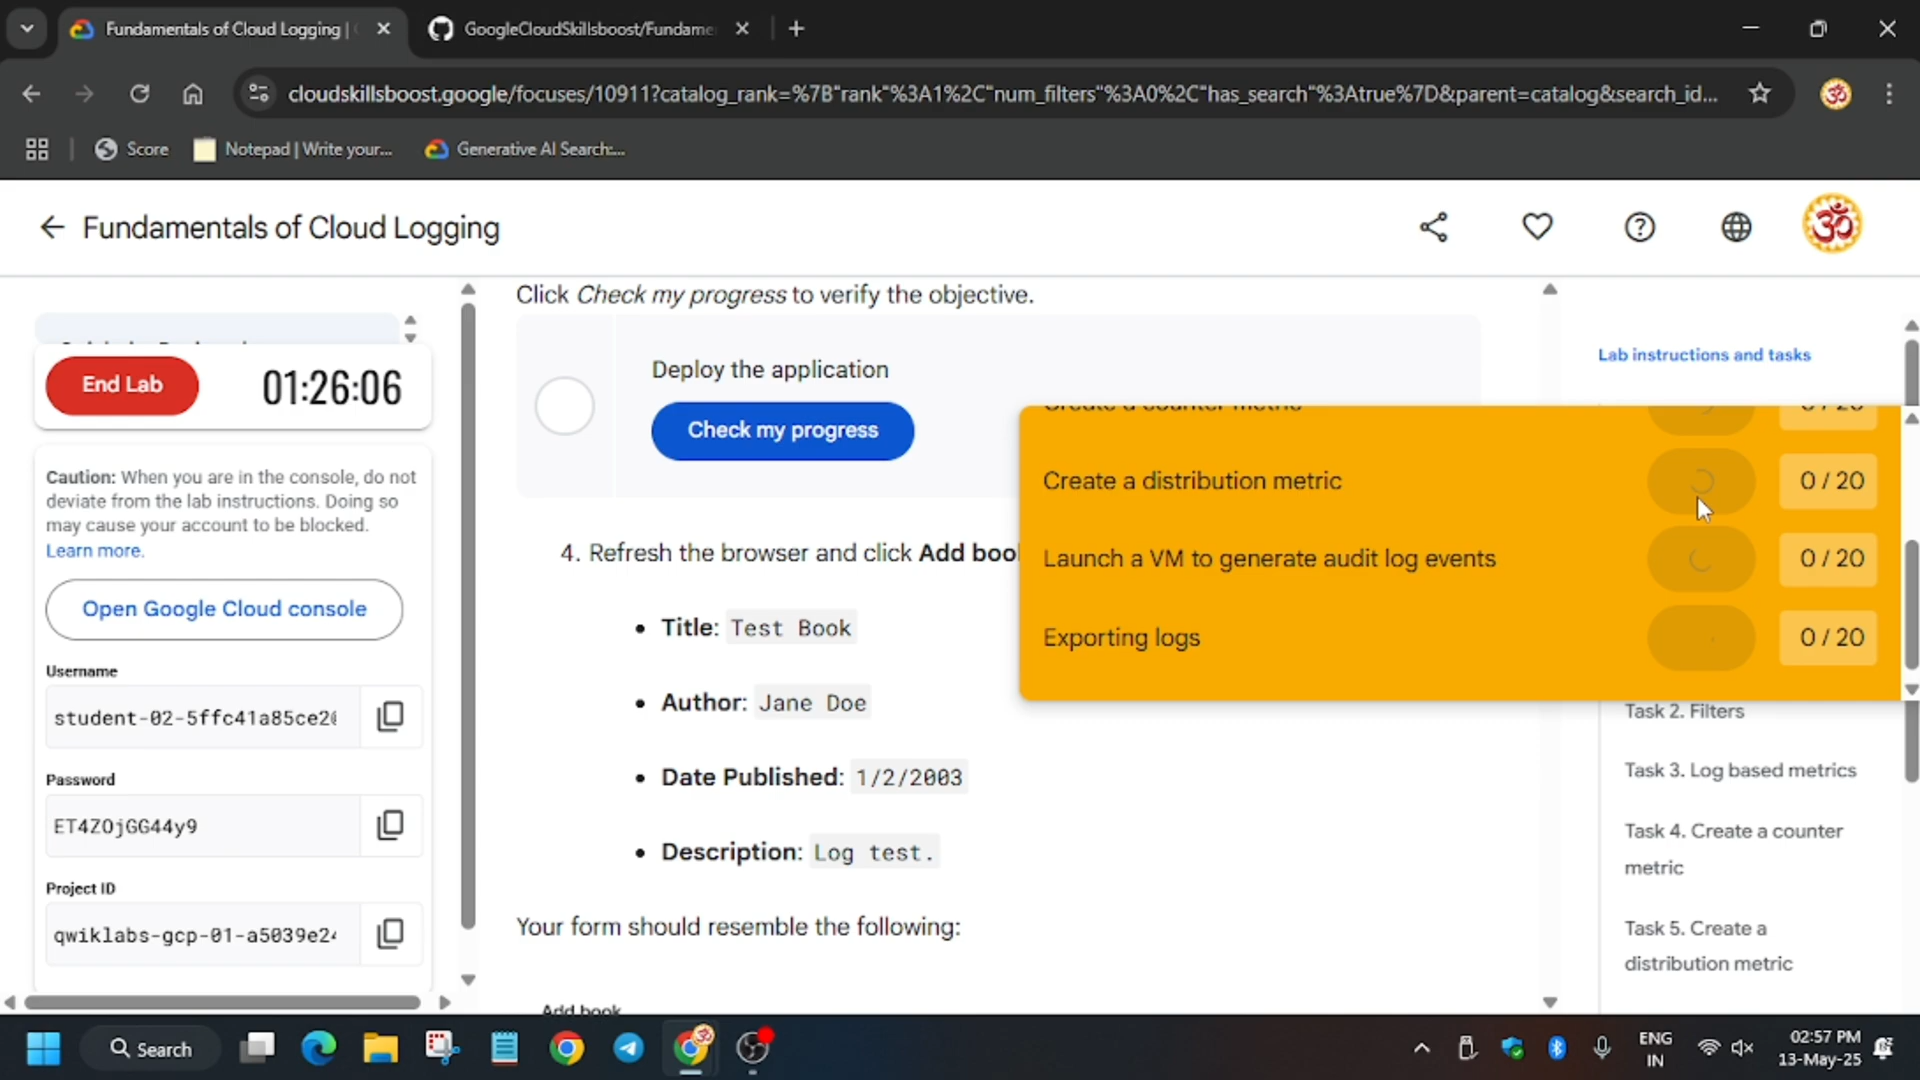 Fundamentals of Cloud Logging |
GoogleCloudSkillsboost/Fundame
cloudskillsboost.google/focuses/10911?catalog_rank=%7B"rank"%3A1%2C"num_filters"%3A0%2C"has_search"%3Atrue%7D&parent=catalog&search_id...
Score
Notepad | Write your...
Generative AI Search:...
Fundamentals of Cloud Logging
End Lab
01:26:06
Caution: When you are in the console, do not
deviate from the lab instructions. Doing so
may cause your account to be blocked.
Learn more.
Open Google Cloud console
Username
student-02-5ffc41a85ce20
Password
ET4ZOjGG44y9
Project ID
qwiklabs-gcp-01-a5039e24
Click Check my progress to verify the objective.
Deploy the application
Check my progress
4. Refresh the browser and click Add boo
• Title: Test Book
• Author: Jane Doe
• Date Published: 1/2/2003
• Description: Log test.
Your form should resemble the following:
Add book
Create a counter metric
0 / 20
Create a distribution metric
0 / 20
Launch a VM to generate audit log events
0 / 20
Exporting logs
0 / 20
Lab instructions and tasks
Task 2. Filters
Task 3. Log based metrics
Task 4. Create a counter
metric
Task 5. Create a
distribution metric
Search
ENG
IN
02:57 PM
13-May-25